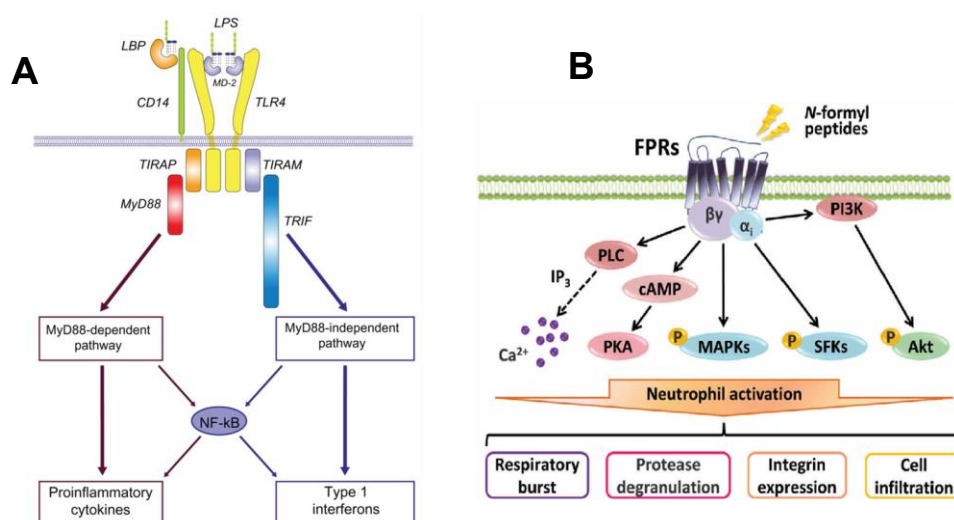 A
LPS
LBP
MD-2
CD14
TLR4
TIRAP
TIRAM
MyD88
TRIF
MyD88-dependent
pathway
MyD88-independent
pathway
NF-kB
Proinflammatory
cytokines
Type 1
interferons
B
N-formyl
peptides
FPRs
βγ
αi
PI3K
PLC
IP3
cAMP
Ca2+
PKA
P
MAPKs
P
SFKs
P
Akt
Neutrophil activation
Respiratory
burst
Protease
degranulation
Integrin
expression
Cell
infiltration